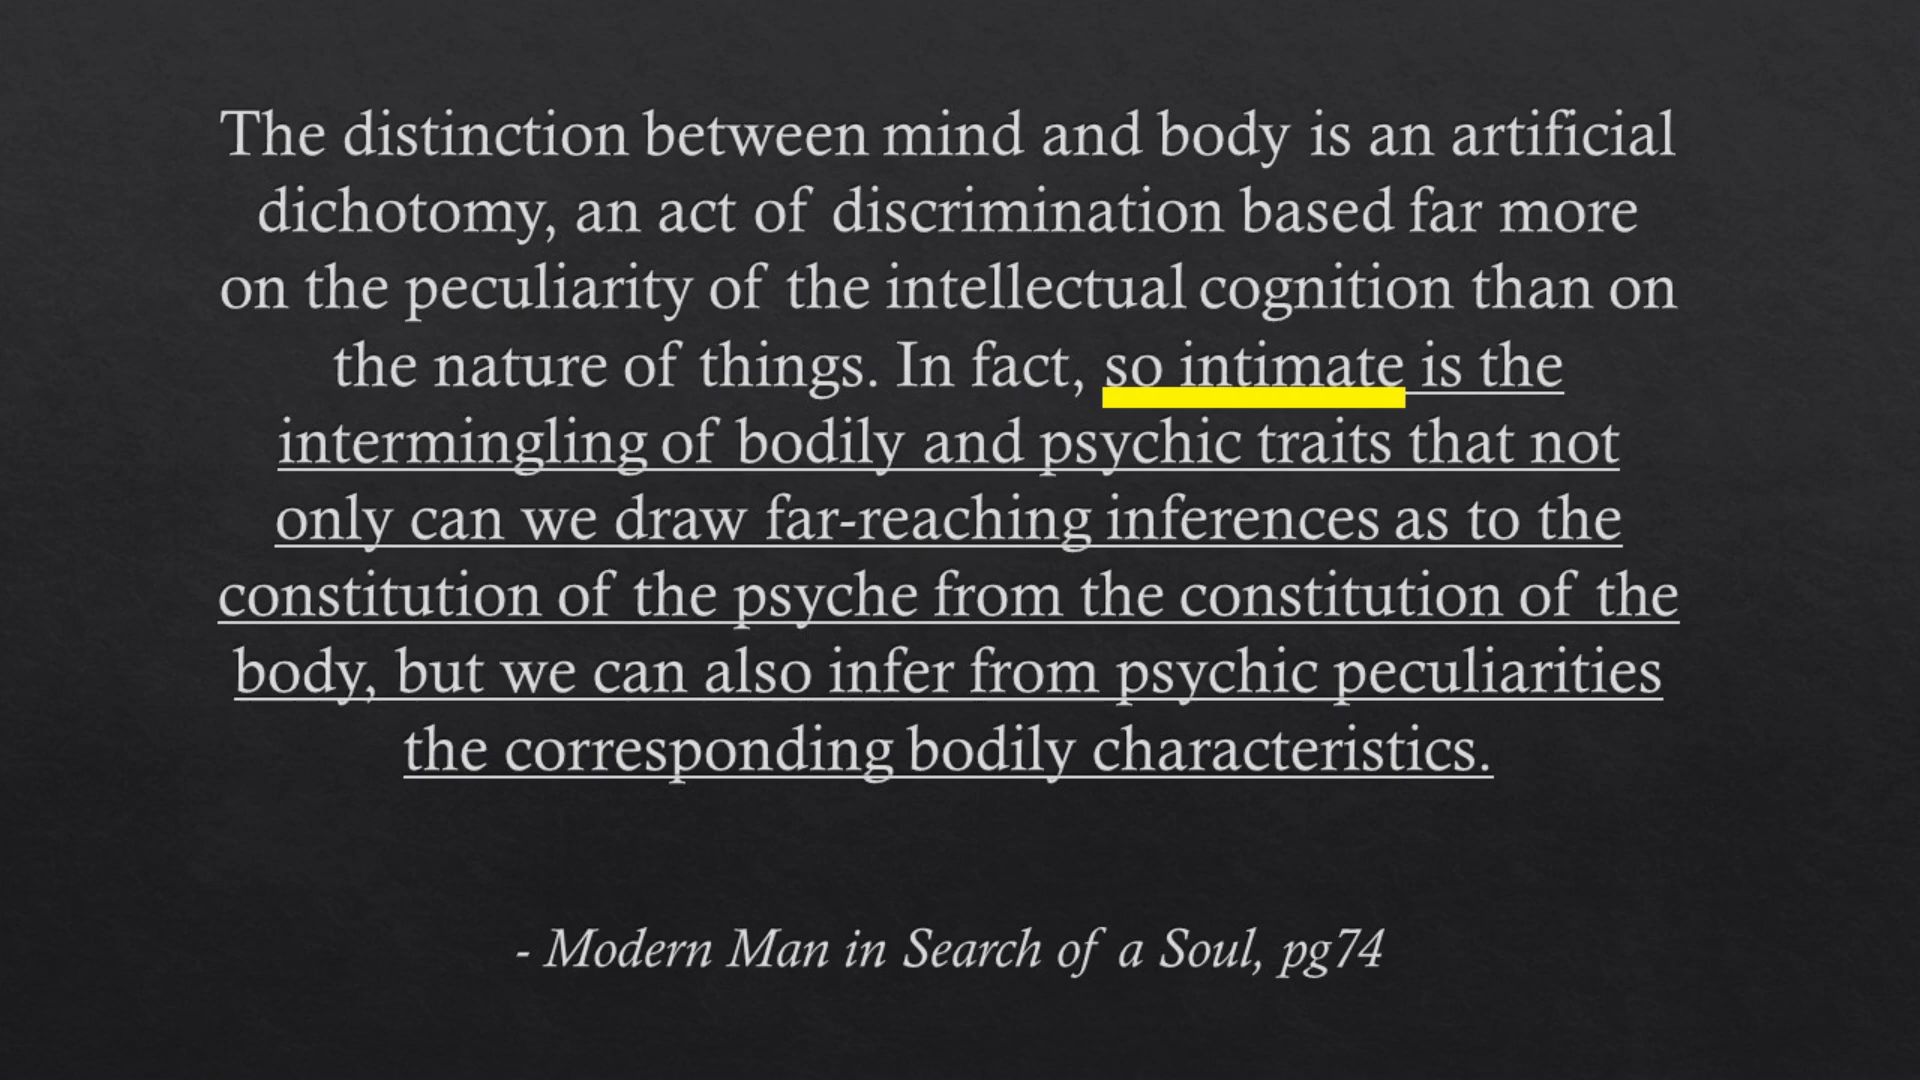 The distinction between mind and body is an artificial
dichotomy, an act of discrimination based far more
on the peculiarity of the intellectual cognition than on
the nature of things. In fact, so intimate is the
intermingling of bodily and psychic traits that not
only can we draw far-reaching inferences as to the
constitution of the psyche from the constitution of the
body, but we can also infer from psychic peculiarities
the corresponding bodily characteristics.
- Modern Man in Search of a Soul, pg74